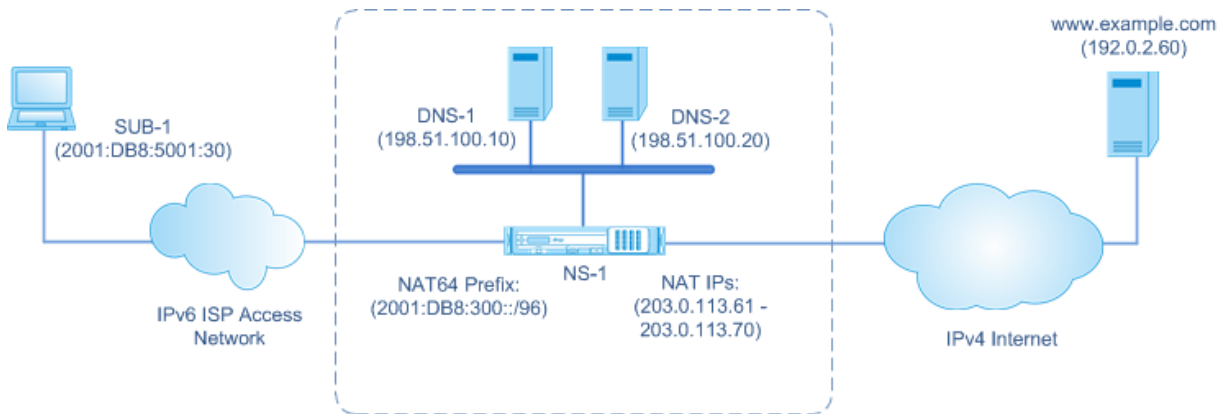 www.example.com
(192.0.2.60)
DNS-1
(198.51.100.10)
DNS-2
(198.51.100.20)
SUB-1
(2001:DB8:5001:30)
NS-1
NAT64 Prefix:
(2001:DB8:300::/96)
NAT IPs:
(203.0.113.61 -
203.0.113.70)
IPv6 ISP Access
Network
IPv4 Internet